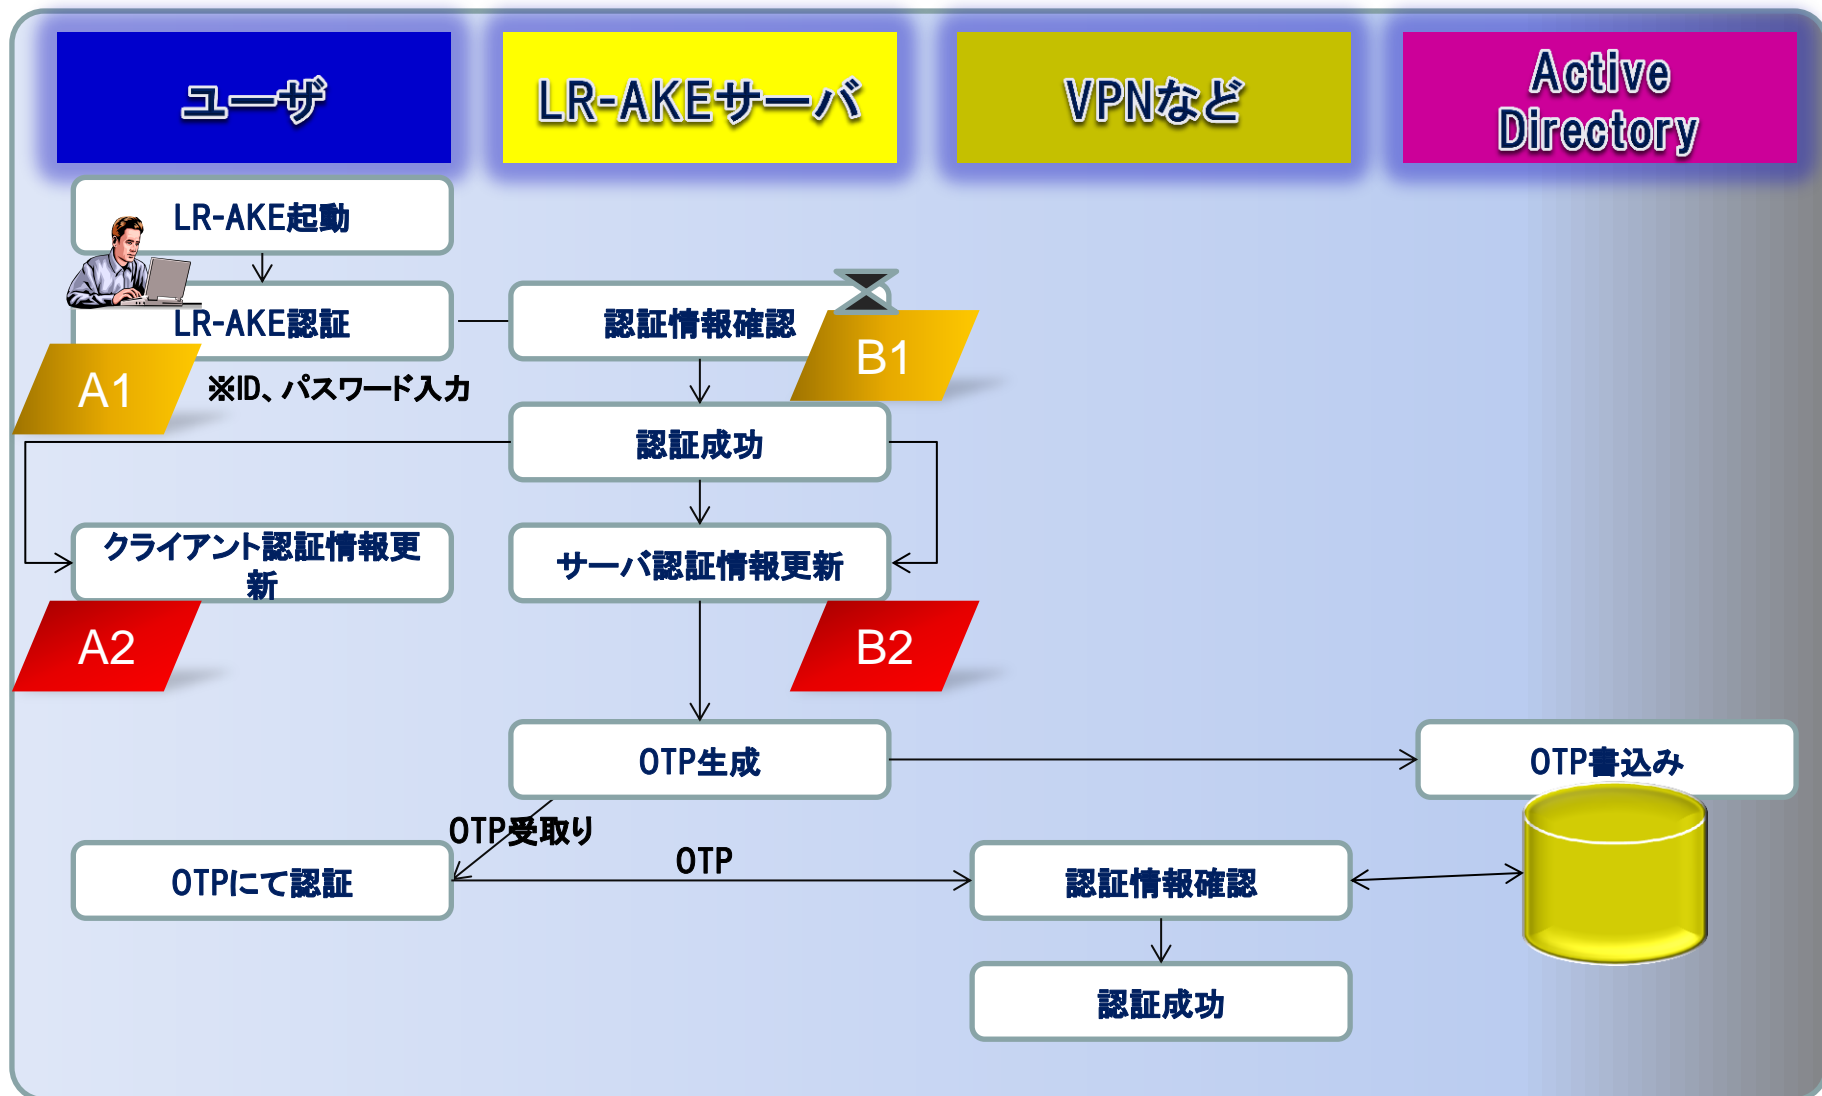 ユーザ
LR-AKEサーバ
VPNなど
Active
Directory
LR-AKE起動
LR-AKE認証
認証情報確認
A1
※ID、パスワード入力
B1
認証成功
クライアント認証情報更
新
サーバ認証情報更新
A2
B2
OTP生成
OTP書込み
OTP受取り
OTPにて認証
OTP
認証情報確認
認証成功